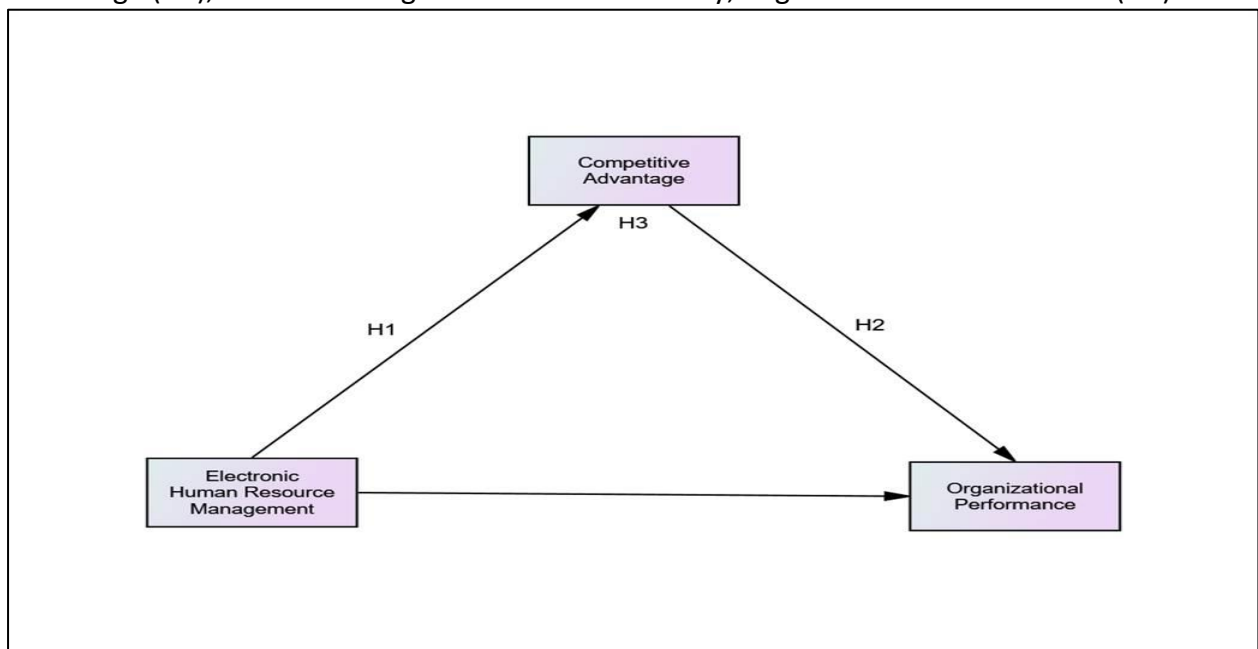 Competitive
Advantage
H3
H1
H2
Electronic
Human Resource
Management
Organizational
Performance